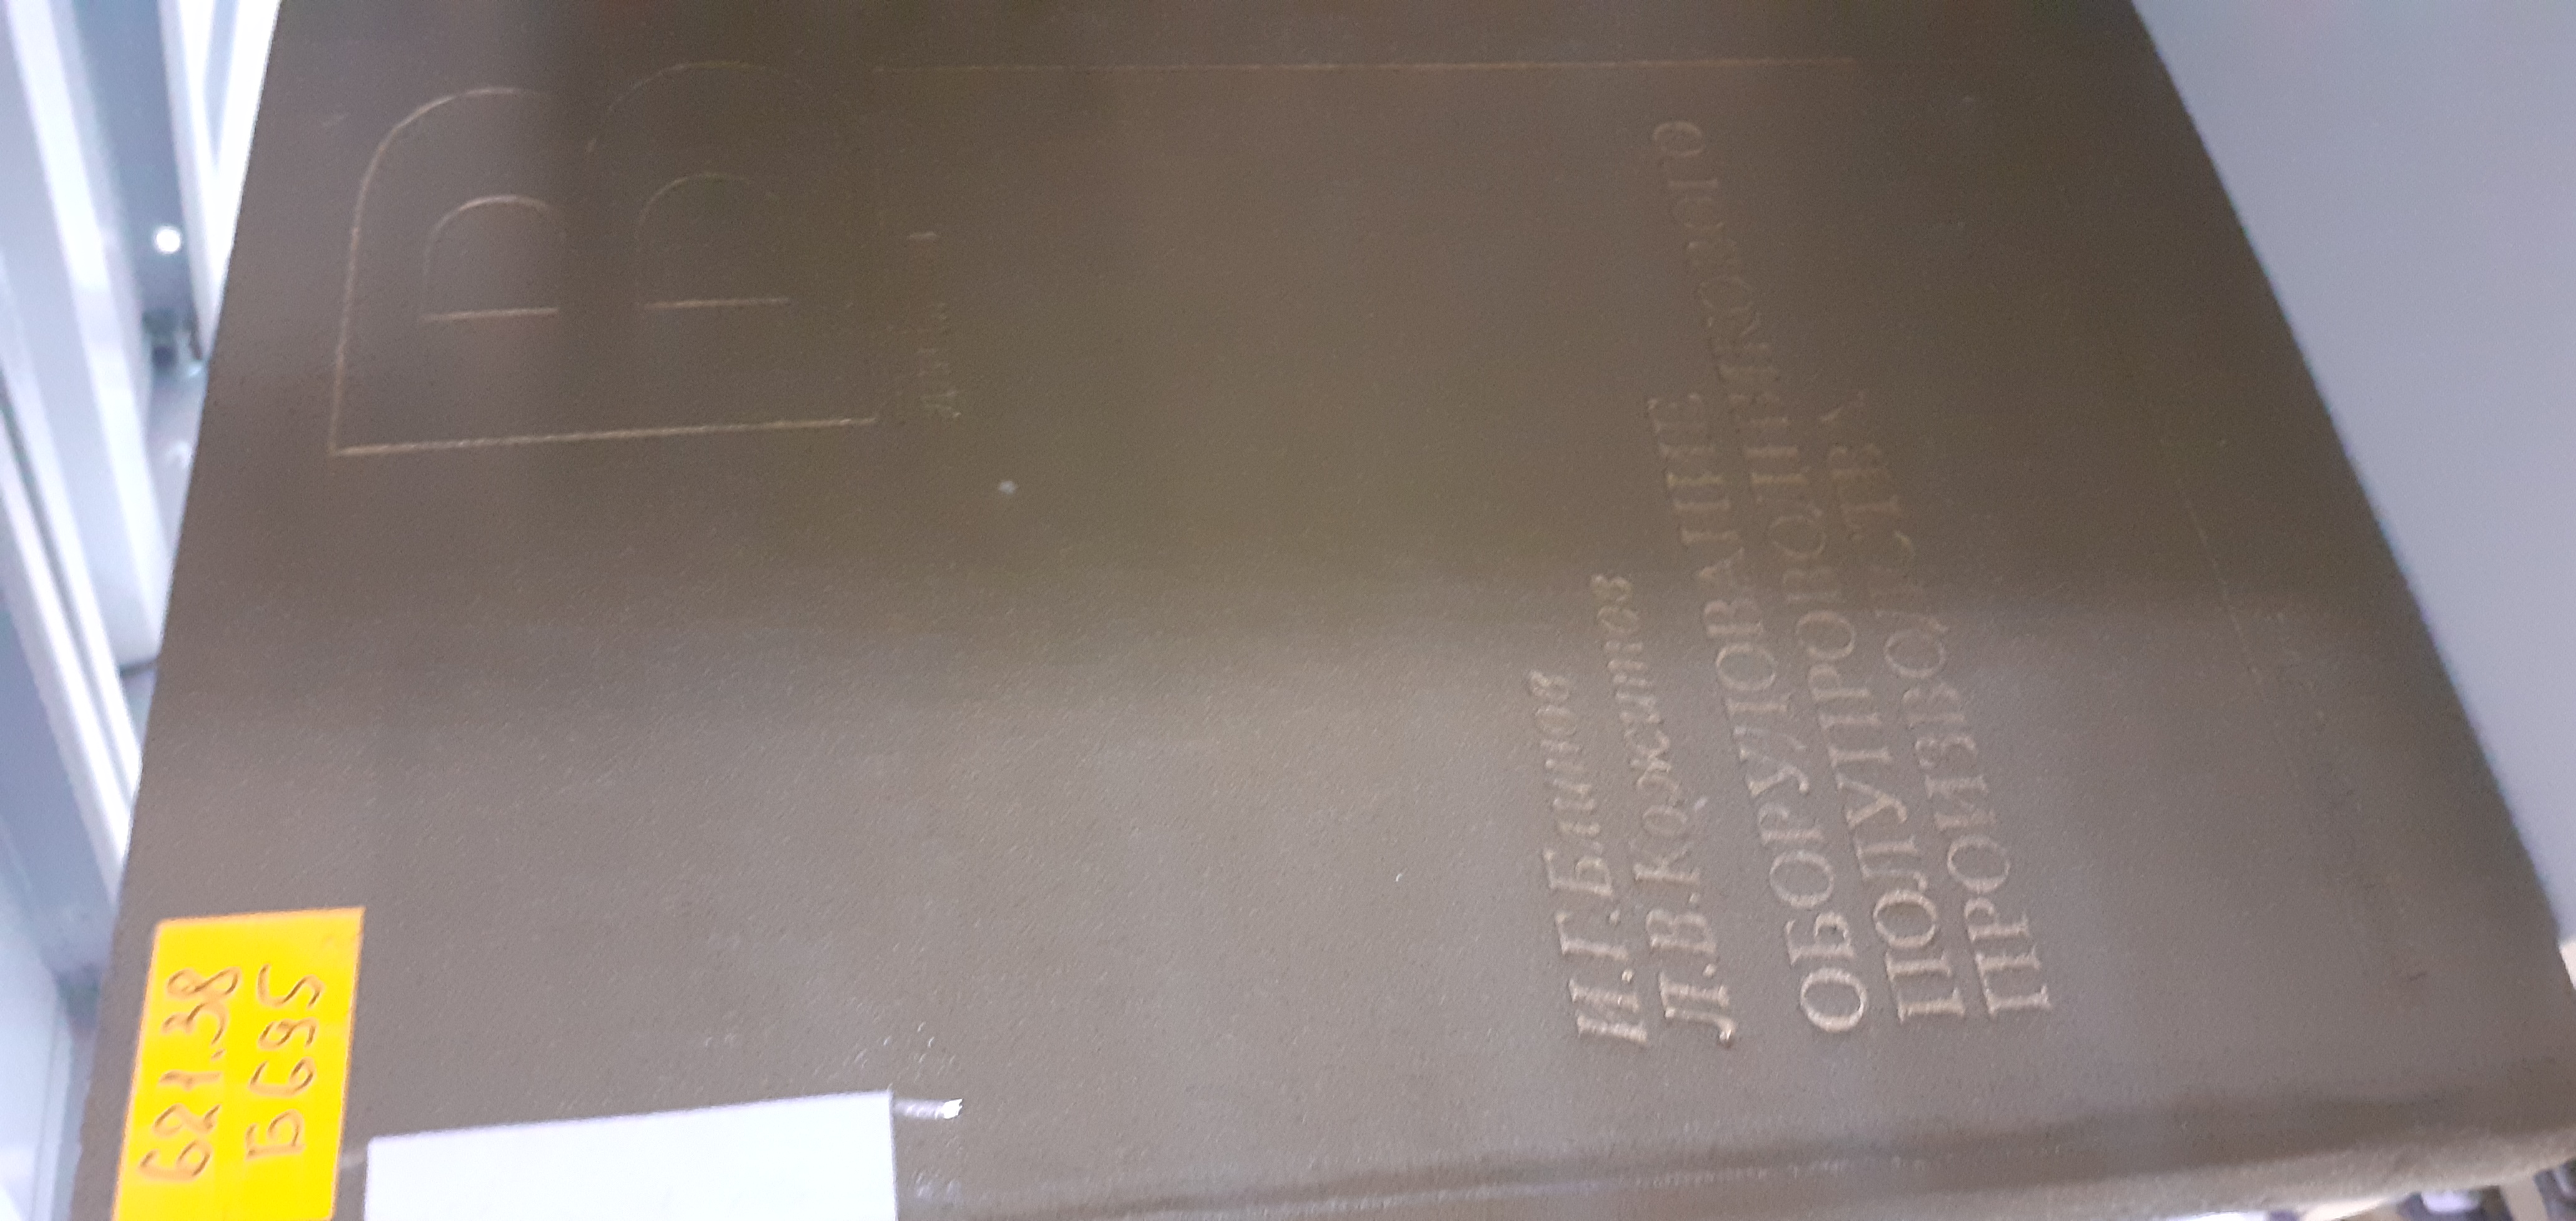 И.Г.Блинов
Л.В.Кожитов
ОБОРУДОВАНИЕ
ПОЛУПРОВОДНИКОВОГО
ПРОИЗВОДСТВА
621.38
Б695